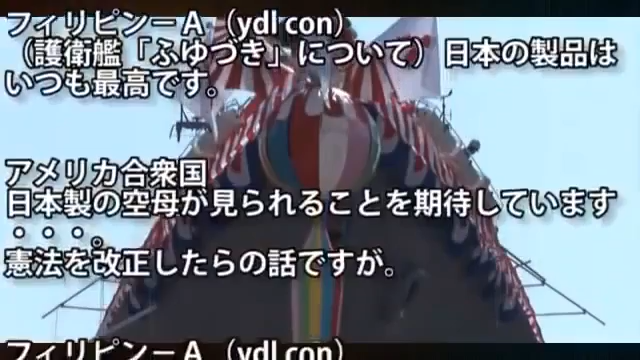 フィリピン－A （ydl con）
（護衛艦「ふゆづき」について）日本の製品は
いつも最高です。
アメリカ合衆国
日本製の空母が見られることを期待しています
・・・。
憲法を改正したらの話ですが。
フィリピン－A （ydl con）